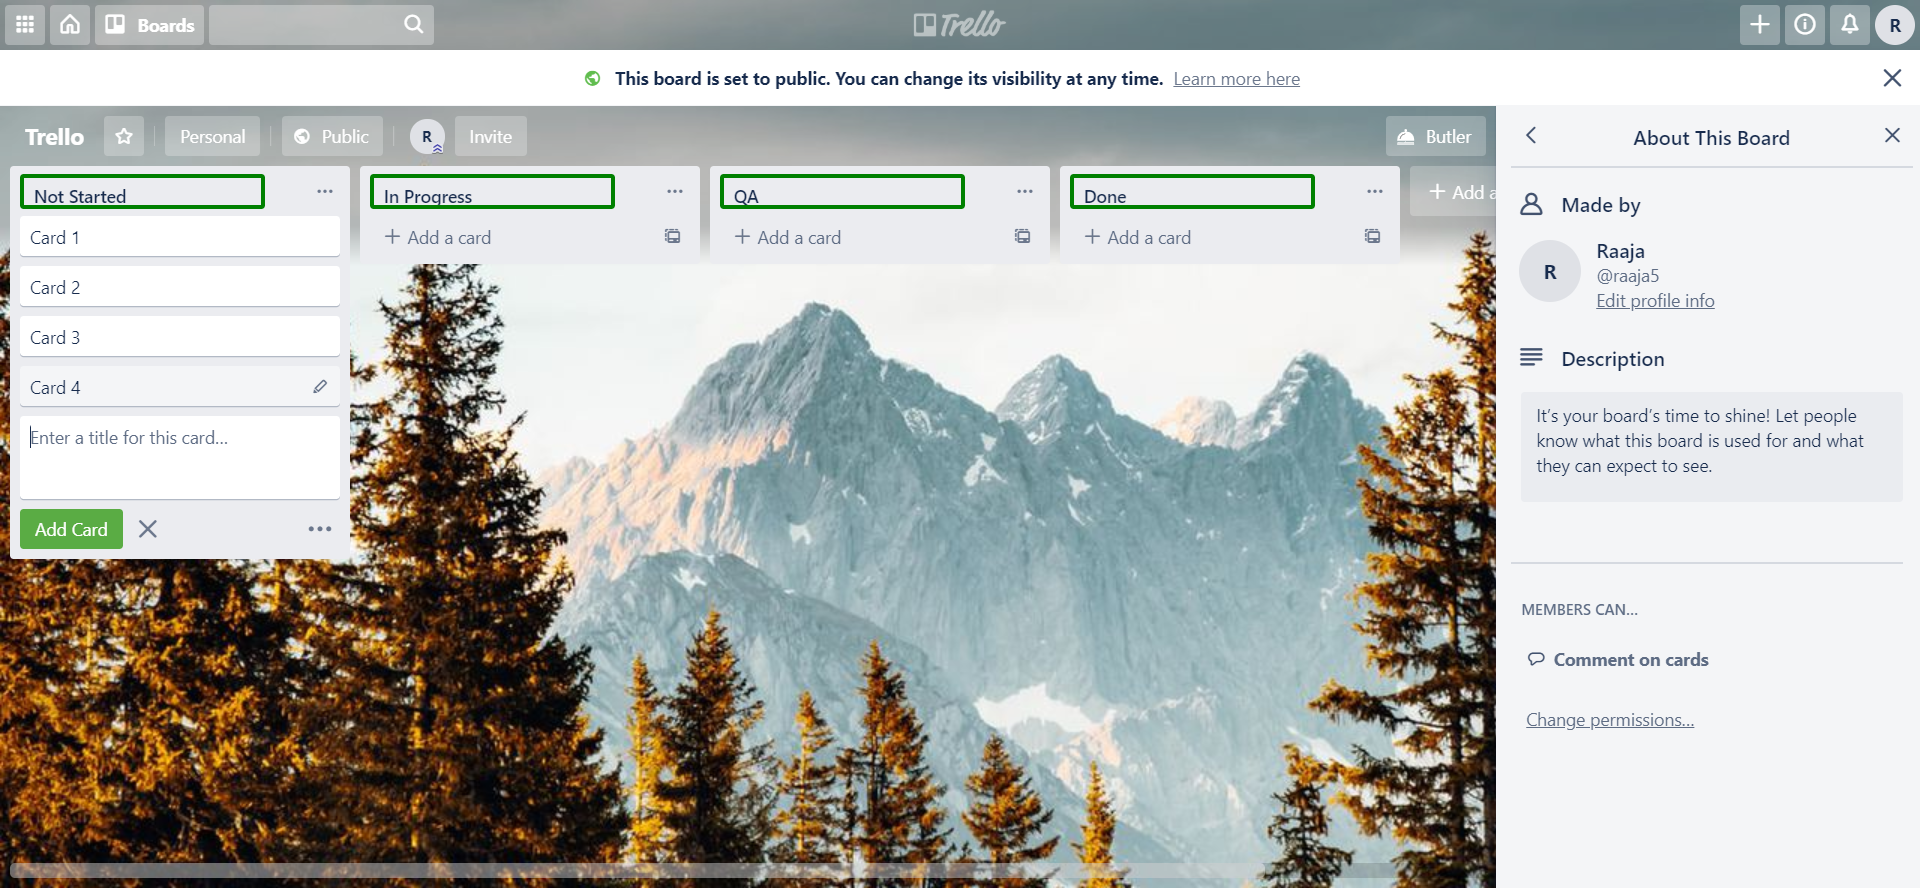 Boards
Trello
R
This board is set to public. You can change its visibility at any time. Learn more here
Trello
Personal
Public
R
Invite
Butler
Not Started
Card 1
Card 2
Card 3
Card 4
Enter a title for this card...
Add Card
In Progress
Add a card
QA
Add a card
Done
Add a card
Add a
About This Board
Made by
R
Raaja
@raaja5
Edit profile info
Description
It's your board's time to shine! Let people
know what this board is used for and what
they can expect to see.
MEMBERS CAN...
Comment on cards
Change permissions...